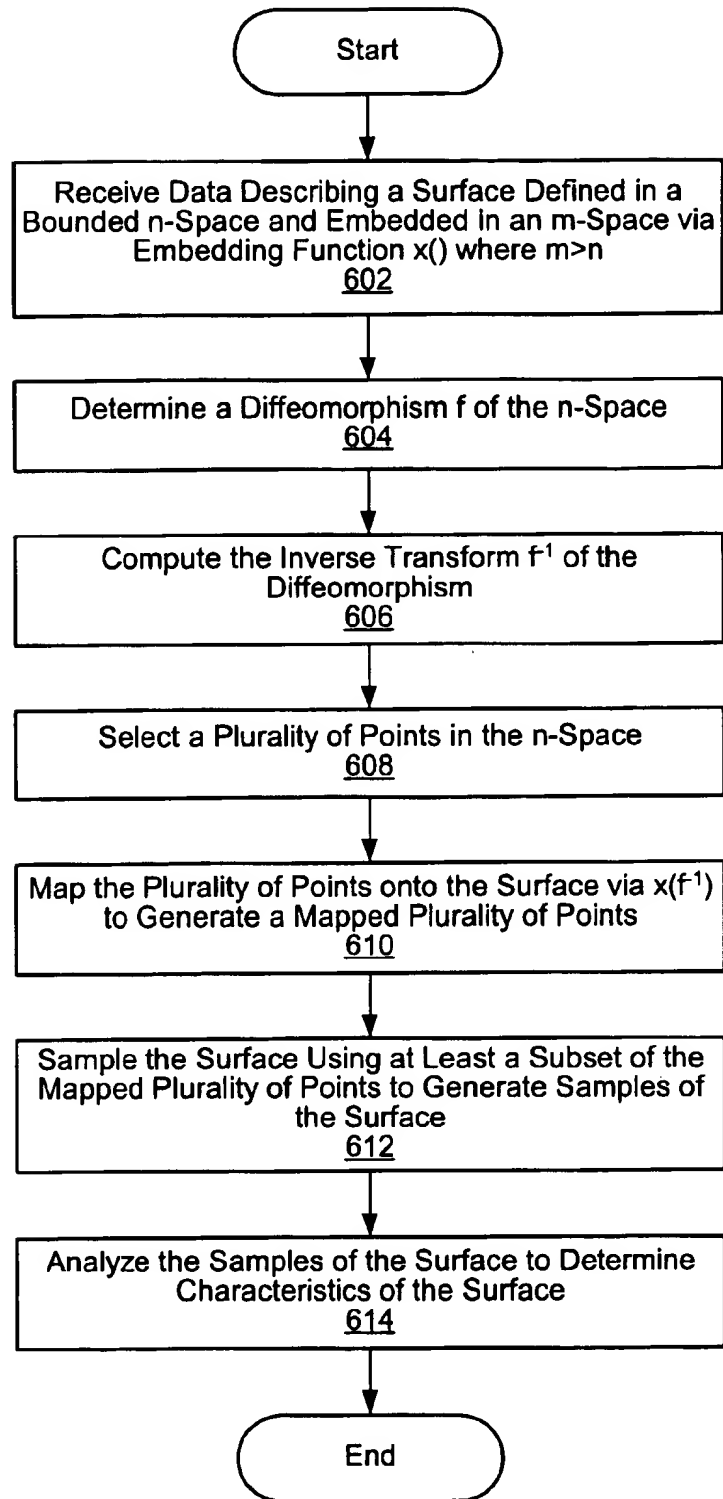 Start
Receive Data Describing a Surface Defined in a
Bounded n-Space and Embedded in an m-Space via
Embedding Function x() where m>n
602
Determine a Diffeomorphism f of the n-Space
604
Compute the Inverse Transform f⁻¹ of the
Diffeomorphism
606
Select a Plurality of Points in the n-Space
608
Map the Plurality of Points onto the Surface via x(f⁻¹)
to Generate a Mapped Plurality of Points
610
Sample the Surface Using at Least a Subset of the
Mapped Plurality of Points to Generate Samples of
the Surface
612
Analyze the Samples of the Surface to Determine
Characteristics of the Surface
614
End